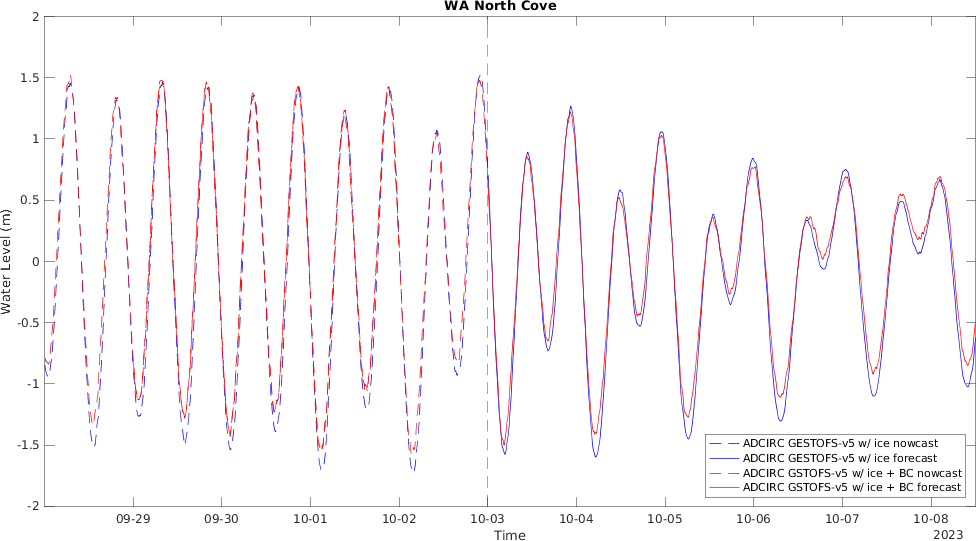 WA North Cove
2
1.5
1
0.5
0
-0.5
-1
-1.5
-2
Water Level (m)
09-29 09-30 10-01 10-02 10-03 10-04 10-05 10-06 10-07 10-08
Time
2023
ADCIRC GESTOFS-v5 w/ ice nowcast
ADCIRC GESTOFS-v5 w/ ice forecast
ADCIRC GSTOFS-v5 w/ ice + BC nowcast
ADCIRC GSTOFS-v5 w/ ice + BC forecast